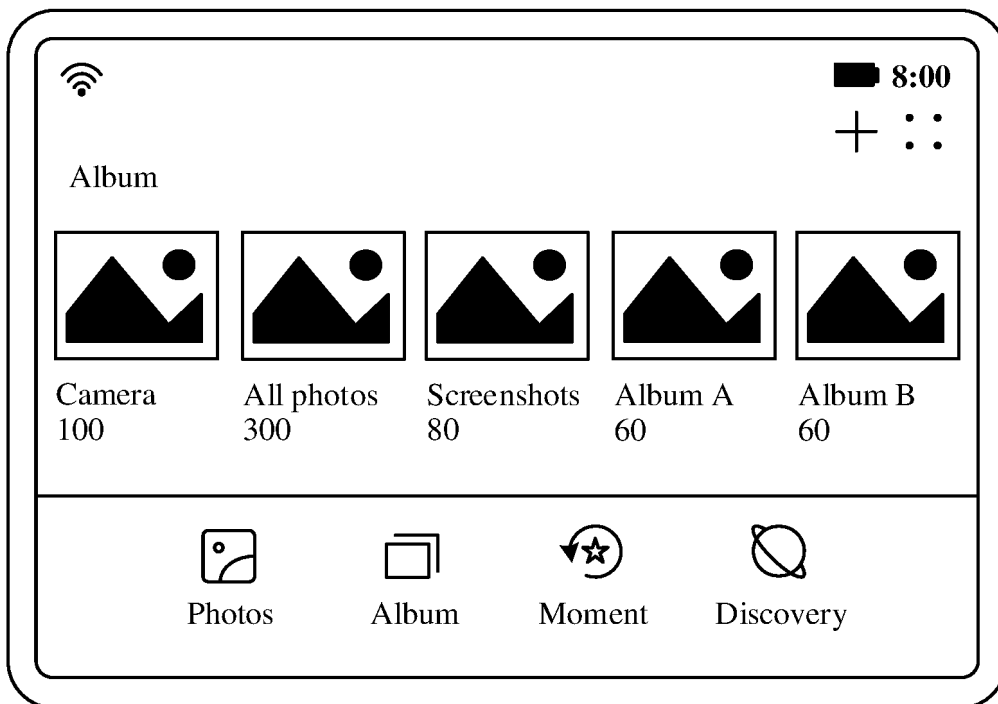 8:00
Album
Camera All photos Screenshots Album A Album B
100 300 80 60 60
Photos Album Moment Discovery